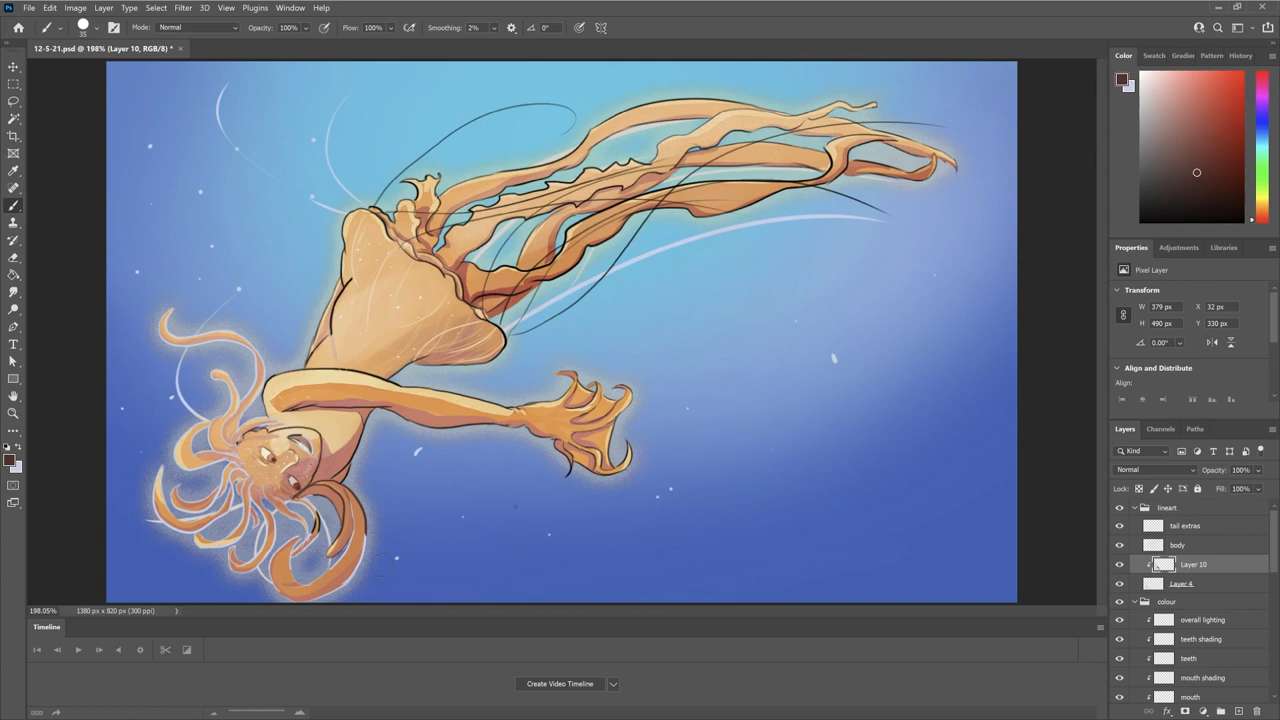 Ps File Edit Image Layer Type Select Filter 3D View Plugins Window Help
35 Mode: Normal Opacity: 100% Flow: 100% Smoothing: 2% 0°
12-5-21.psd @ 198% (Layer 10, RGB/8) *
Color Swatch Gradier Pattern History
Properties Adjustments Libraries
Pixel Layer
Transform
W 379 px X 32 px
H 490 px Y 330 px
0.00°
Align and Distribute
Align:
Layers Channels Paths
Kind
Normal Opacity: 100%
Lock: Fill: 100%
lineart
tail extras
body
Layer 10
Layer 4
colour
overall lighting
teeth shading
teeth
mouth shading
mouth
198.05% 1380 px x 820 px (300 ppi)
Timeline
Create Video Timeline